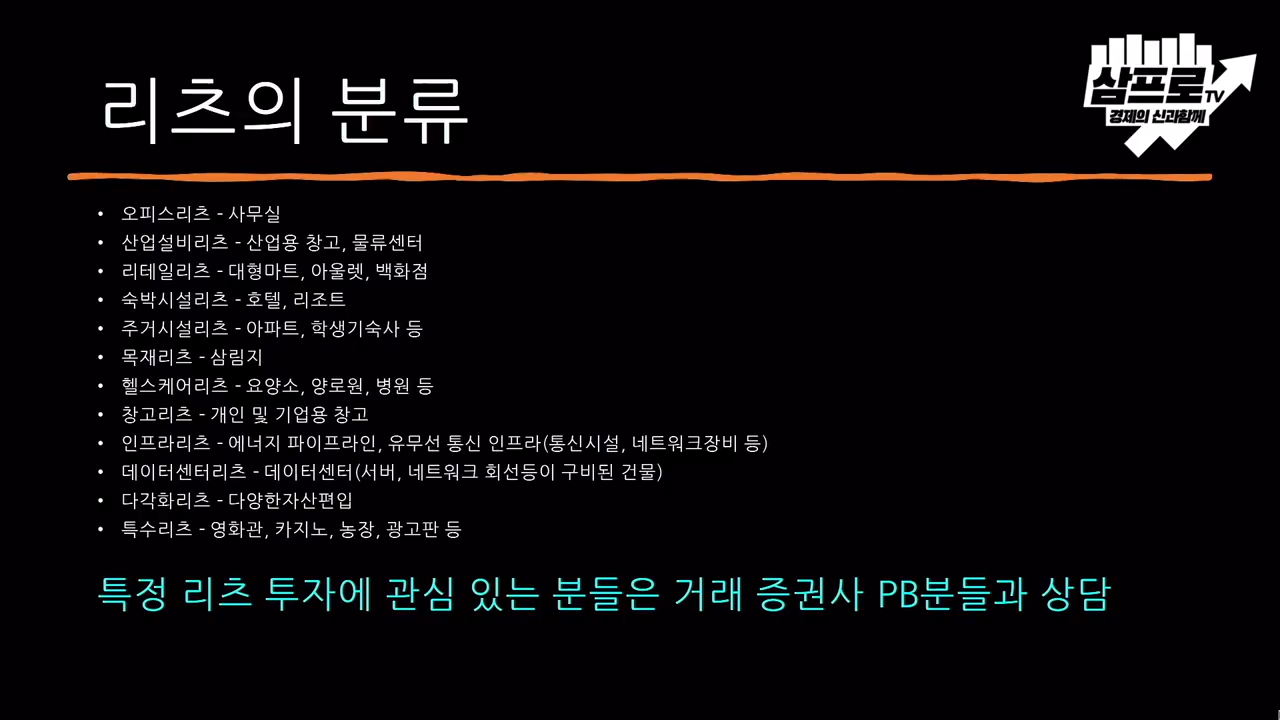 리츠의 분류
삼프로TV
경제의 신과함께
• 오피스리츠 - 사무실
• 산업설비리츠 - 산업용 창고, 물류센터
• 리테일리츠 - 대형마트, 아울렛, 백화점
• 숙박시설리츠 - 호텔, 리조트
• 주거시설리츠 - 아파트, 학생기숙사 등
• 목재리츠 - 삼림지
• 헬스케어리츠 - 요양소, 양로원, 병원 등
• 창고리츠 - 개인 및 기업용 창고
• 인프라리츠 - 에너지 파이프라인, 유무선 통신 인프라(통신시설, 네트워크장비 등)
• 데이터센터리츠 - 데이터센터(서버, 네트워크 회선등이 구비된 건물)
• 다각화리츠 - 다양한자산편입
• 특수리츠 - 영화관, 카지노, 농장, 광고판 등
특정 리츠 투자에 관심 있는 분들은 거래 증권사 PB분들과 상담